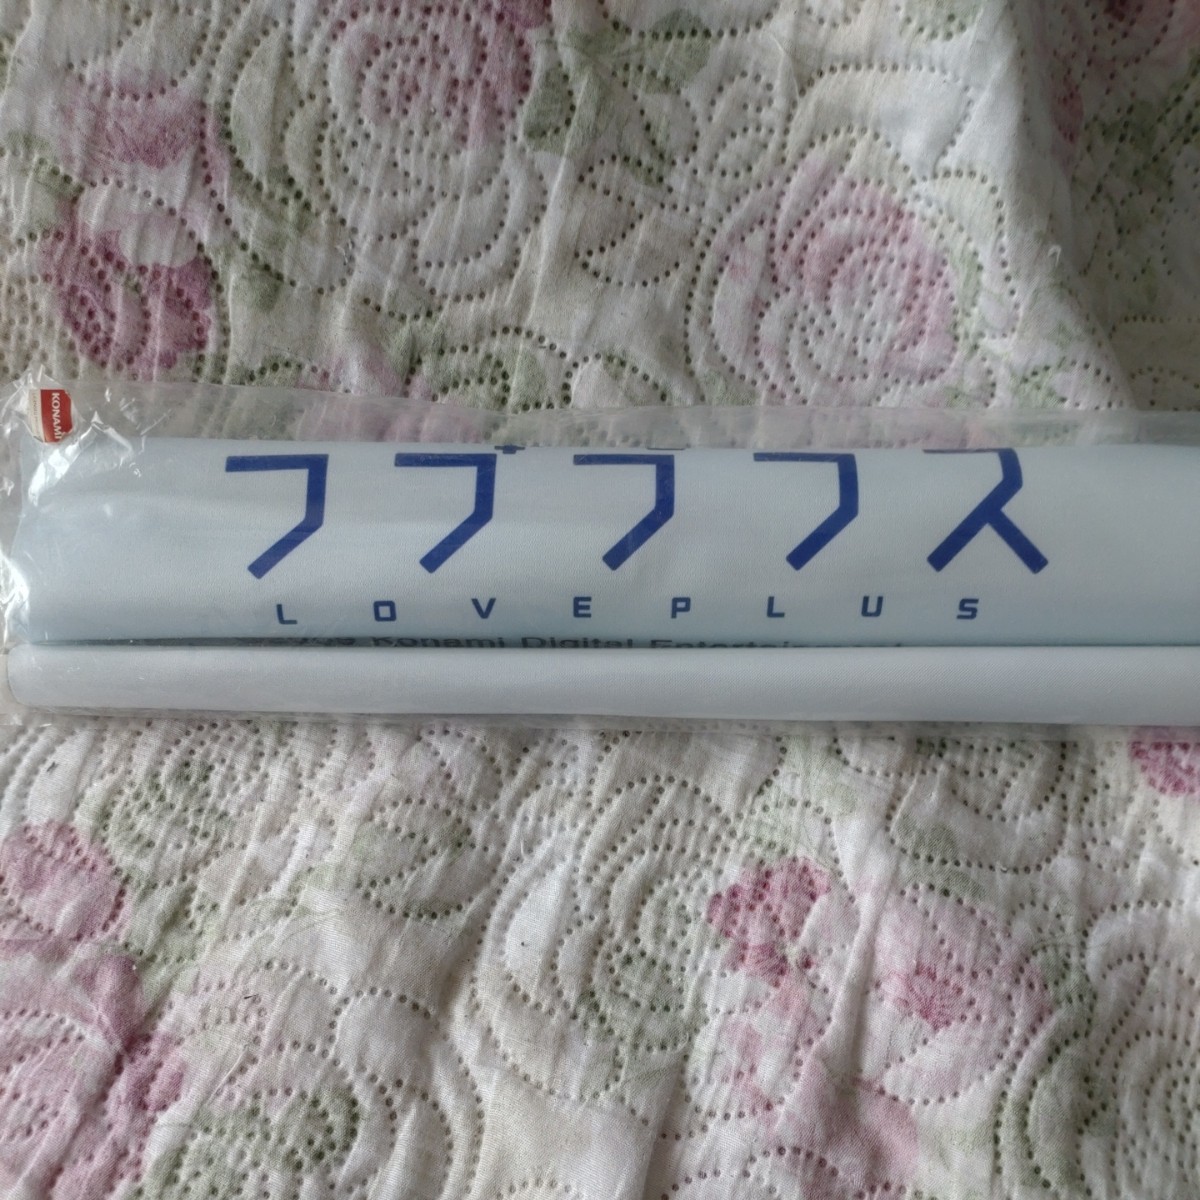 KONAMI
ラブプラス
LOVEPLUS
Konami Digital Entertainment